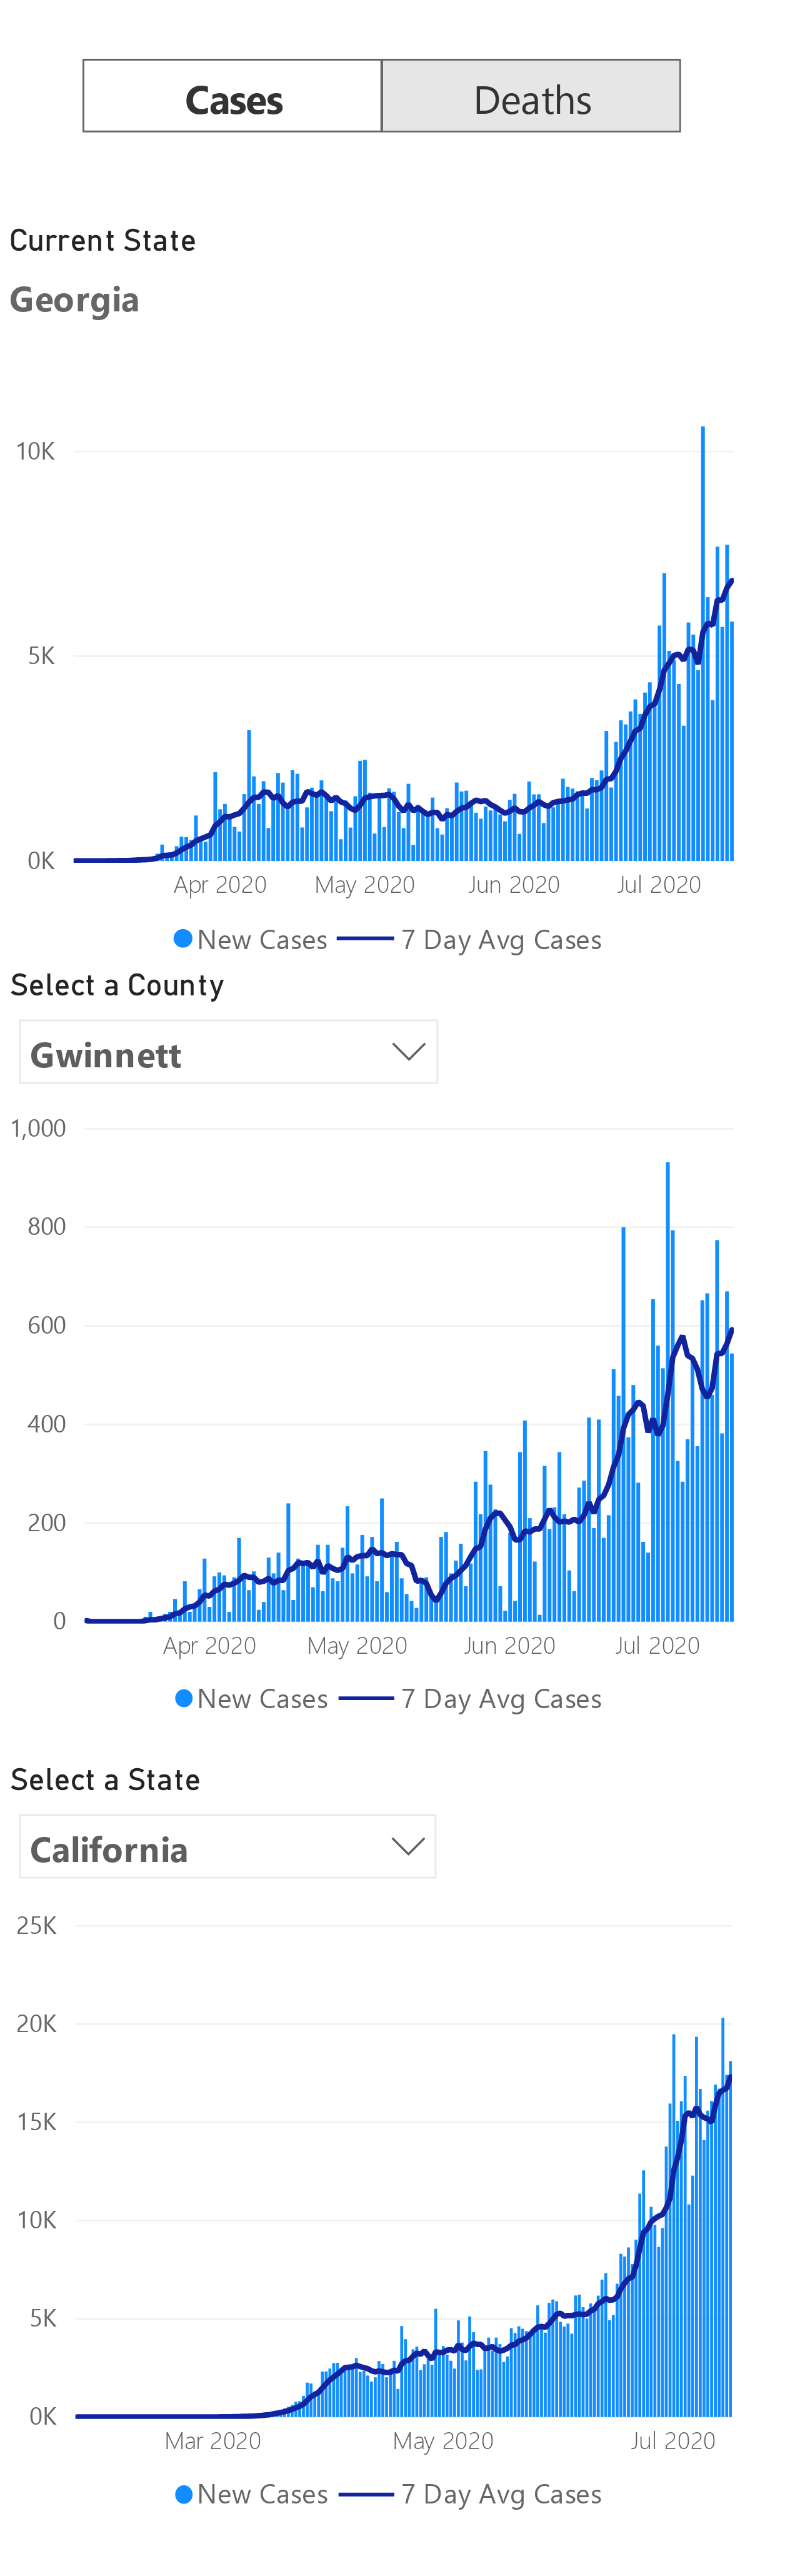 Cases Deaths
Current State
Georgia
10K
5K
0K
Apr 2020 May 2020 Jun 2020 Jul 2020
New Cases 7 Day Avg Cases
Select a County
Gwinnett
1,000
800
600
400
200
0
Apr 2020 May 2020 Jun 2020 Jul 2020
New Cases 7 Day Avg Cases
Select a State
California
25K
20K
15K
10K
5K
0K
Mar 2020 May 2020 Jul 2020
New Cases 7 Day Avg Cases